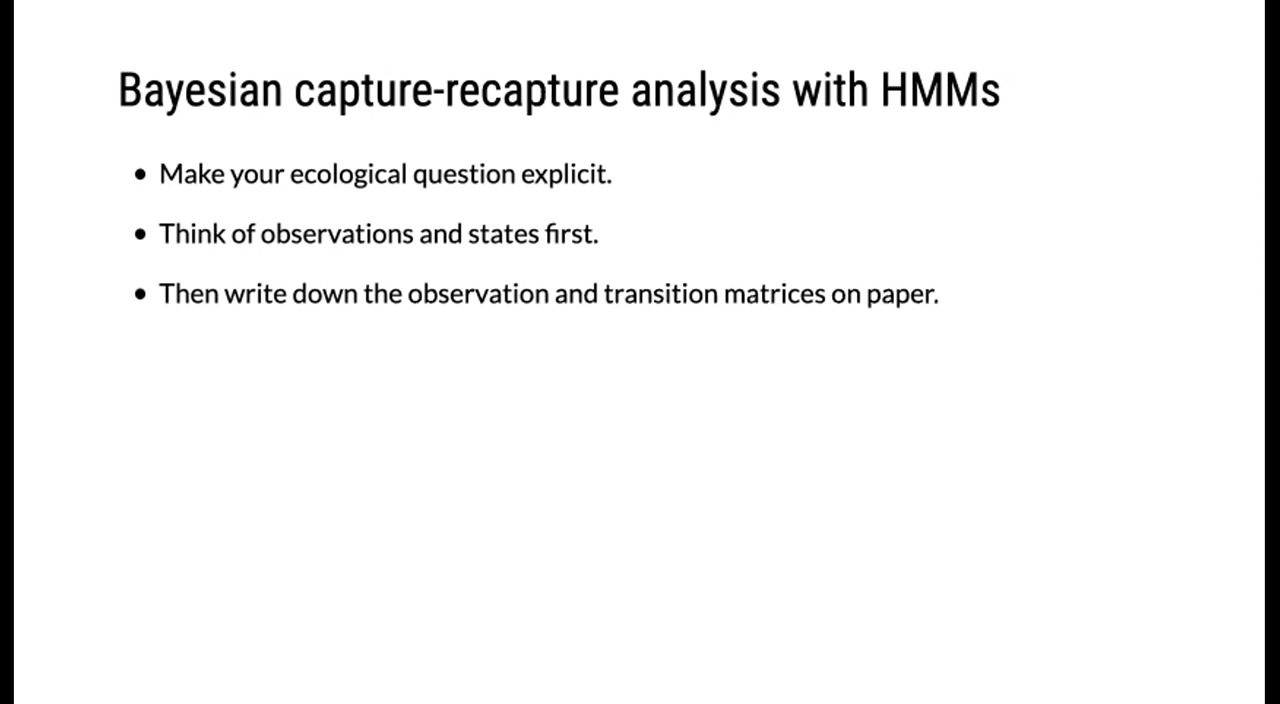 Bayesian capture-recapture analysis with HMMs
• Make your ecological question explicit.
• Think of observations and states first.
• Then write down the observation and transition matrices on paper.